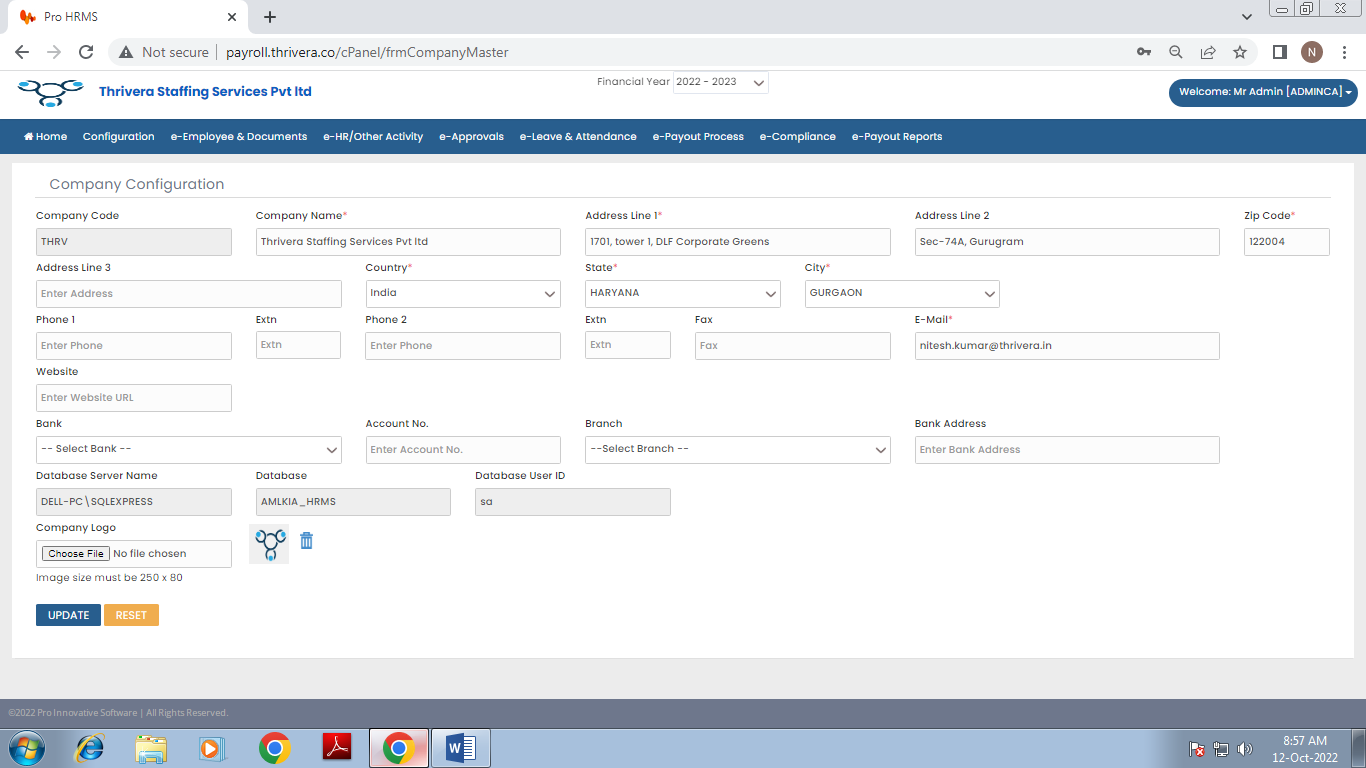 Pro HRMS
Not secure | payroll.thrivera.co/cPanel/frmCompanyMaster
N
Thrivera Staffing Services Pvt ltd
Financial Year 2022 - 2023
Welcome: Mr Admin [ADMINCA]
Home Configuration e-Employee & Documents e-HR/Other Activity e-Approvals e-Leave & Attendance e-Payout Process e-Compliance e-Payout Reports
Company Configuration
Company Code Company Name* Address Line 1* Address Line 2 Zip Code*
THRV Thrivera Staffing Services Pvt ltd 1701, tower 1, DLF Corporate Greens Sec-74A, Gurugram 122004
Address Line 3 Country* State* City*
Enter Address India HARYANA GURGAON
Phone 1 Extn Phone 2 Extn Fax E-Mail*
Enter Phone Extn Enter Phone Extn Fax nitesh.kumar@thrivera.in
Website
Enter Website URL
Bank Account No. Branch Bank Address
-- Select Bank -- Enter Account No. --Select Branch -- Enter Bank Address
Database Server Name Database Database User ID
DELL-PC\SQLEXPRESS AMLKIA_HRMS sa
Company Logo
Choose File No file chosen
Image size must be 250 x 80
UPDATE RESET
©2022 Pro Innovative Software | All Rights Reserved.
8:57 AM
12-Oct-2022